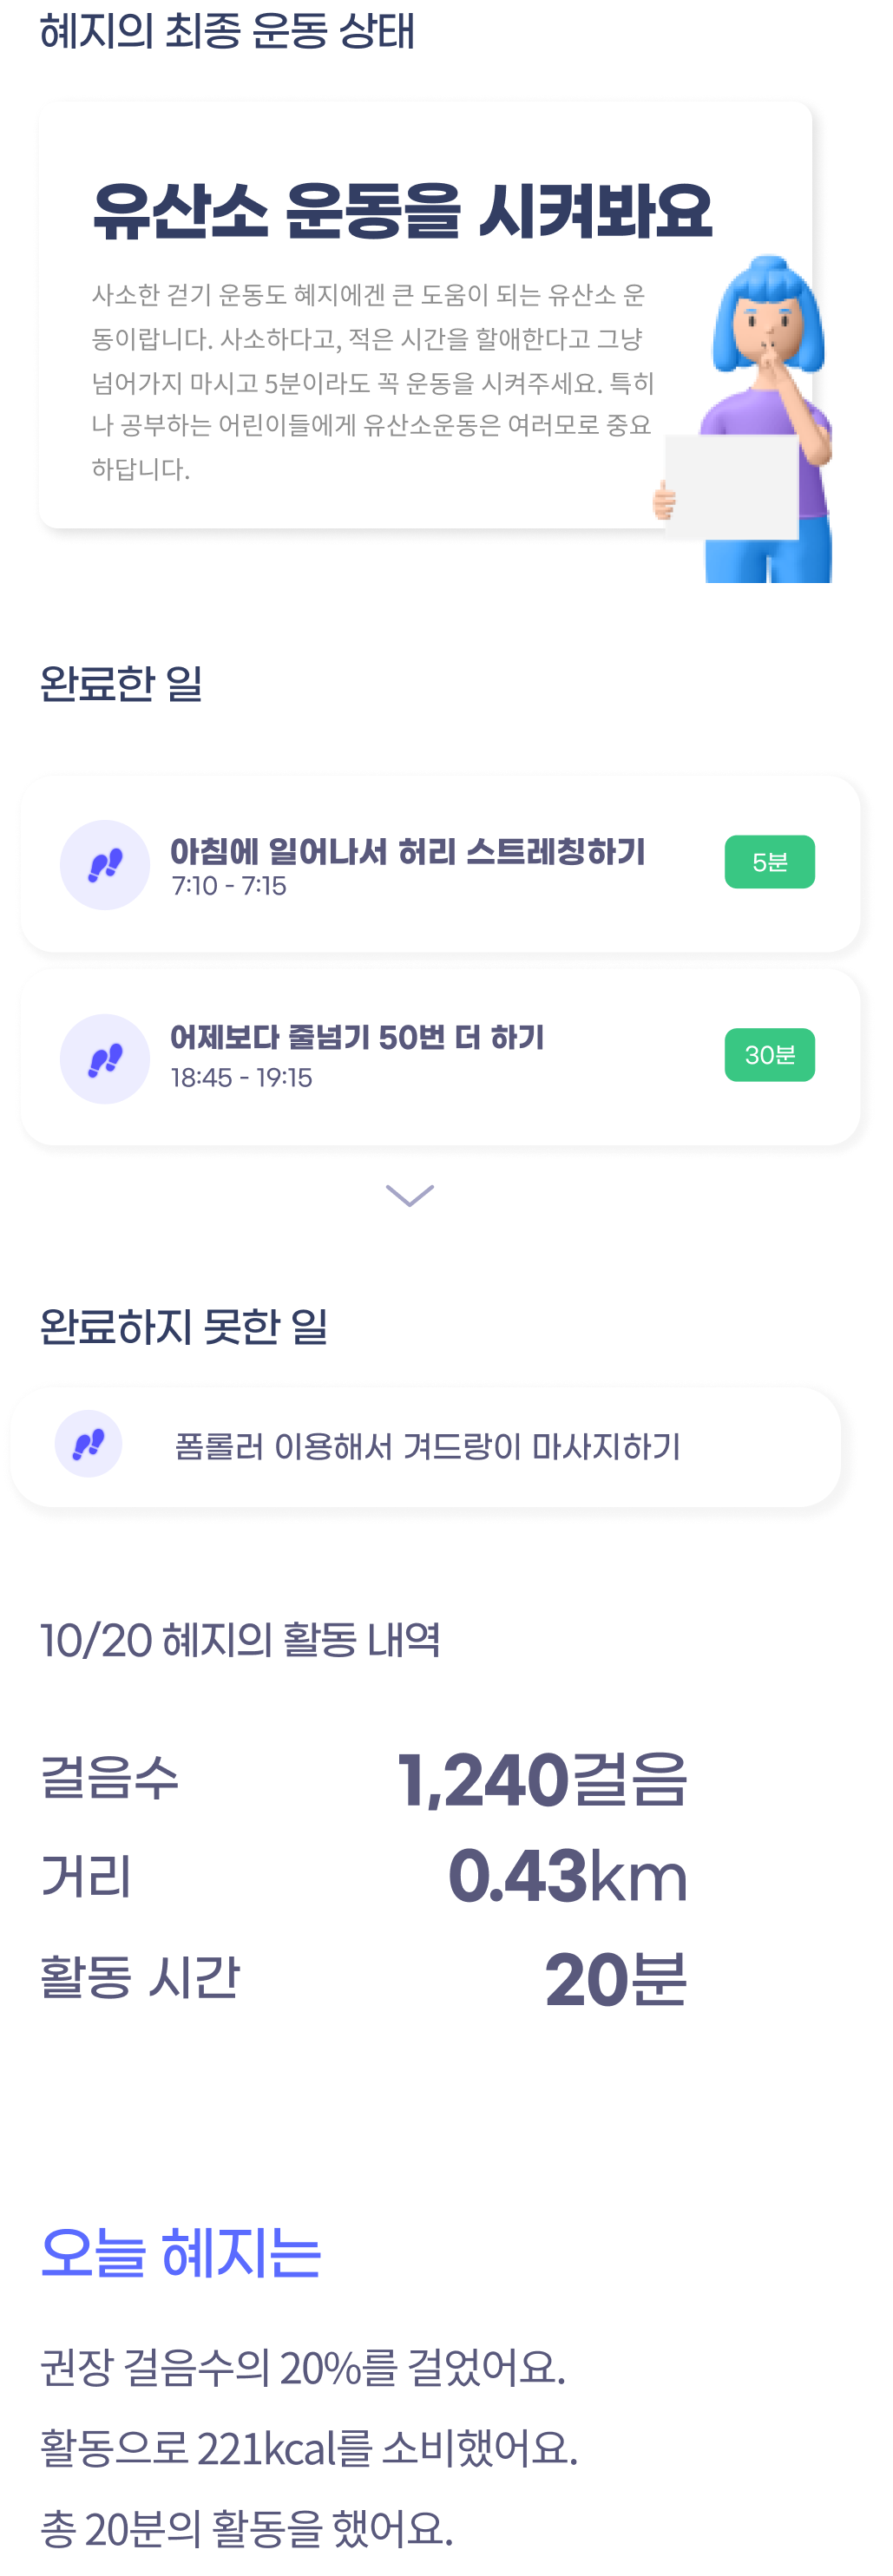 혜지의 최종 운동 상태
유산소 운동을 시켜봐요
사소한 걷기 운동도 혜지에겐 큰 도움이 되는 유산소 운
동이랍니다. 사소하다고, 적은 시간을 할애한다고 그냥
넘어가지 마시고 5분이라도 꼭 운동을 시켜주세요. 특히
나 공부하는 어린이들에게 유산소운동은 여러모로 중요
하답니다.
완료한 일
아침에 일어나서 허리 스트레칭하기
5분
7:10 - 7:15
어제보다 줄넘기 50번 더 하기
30분
18:45 - 19:15
완료하지 못한 일
폼롤러 이용해서 겨드랑이 마사지하기
10/20 혜지의 활동 내역
걸음수 1,240걸음
거리 0.43km
활동 시간 20분
오늘 혜지는
권장 걸음수의 20%를 걸었어요.
활동으로 221kcal를 소비했어요.
총 20분의 활동을 했어요.